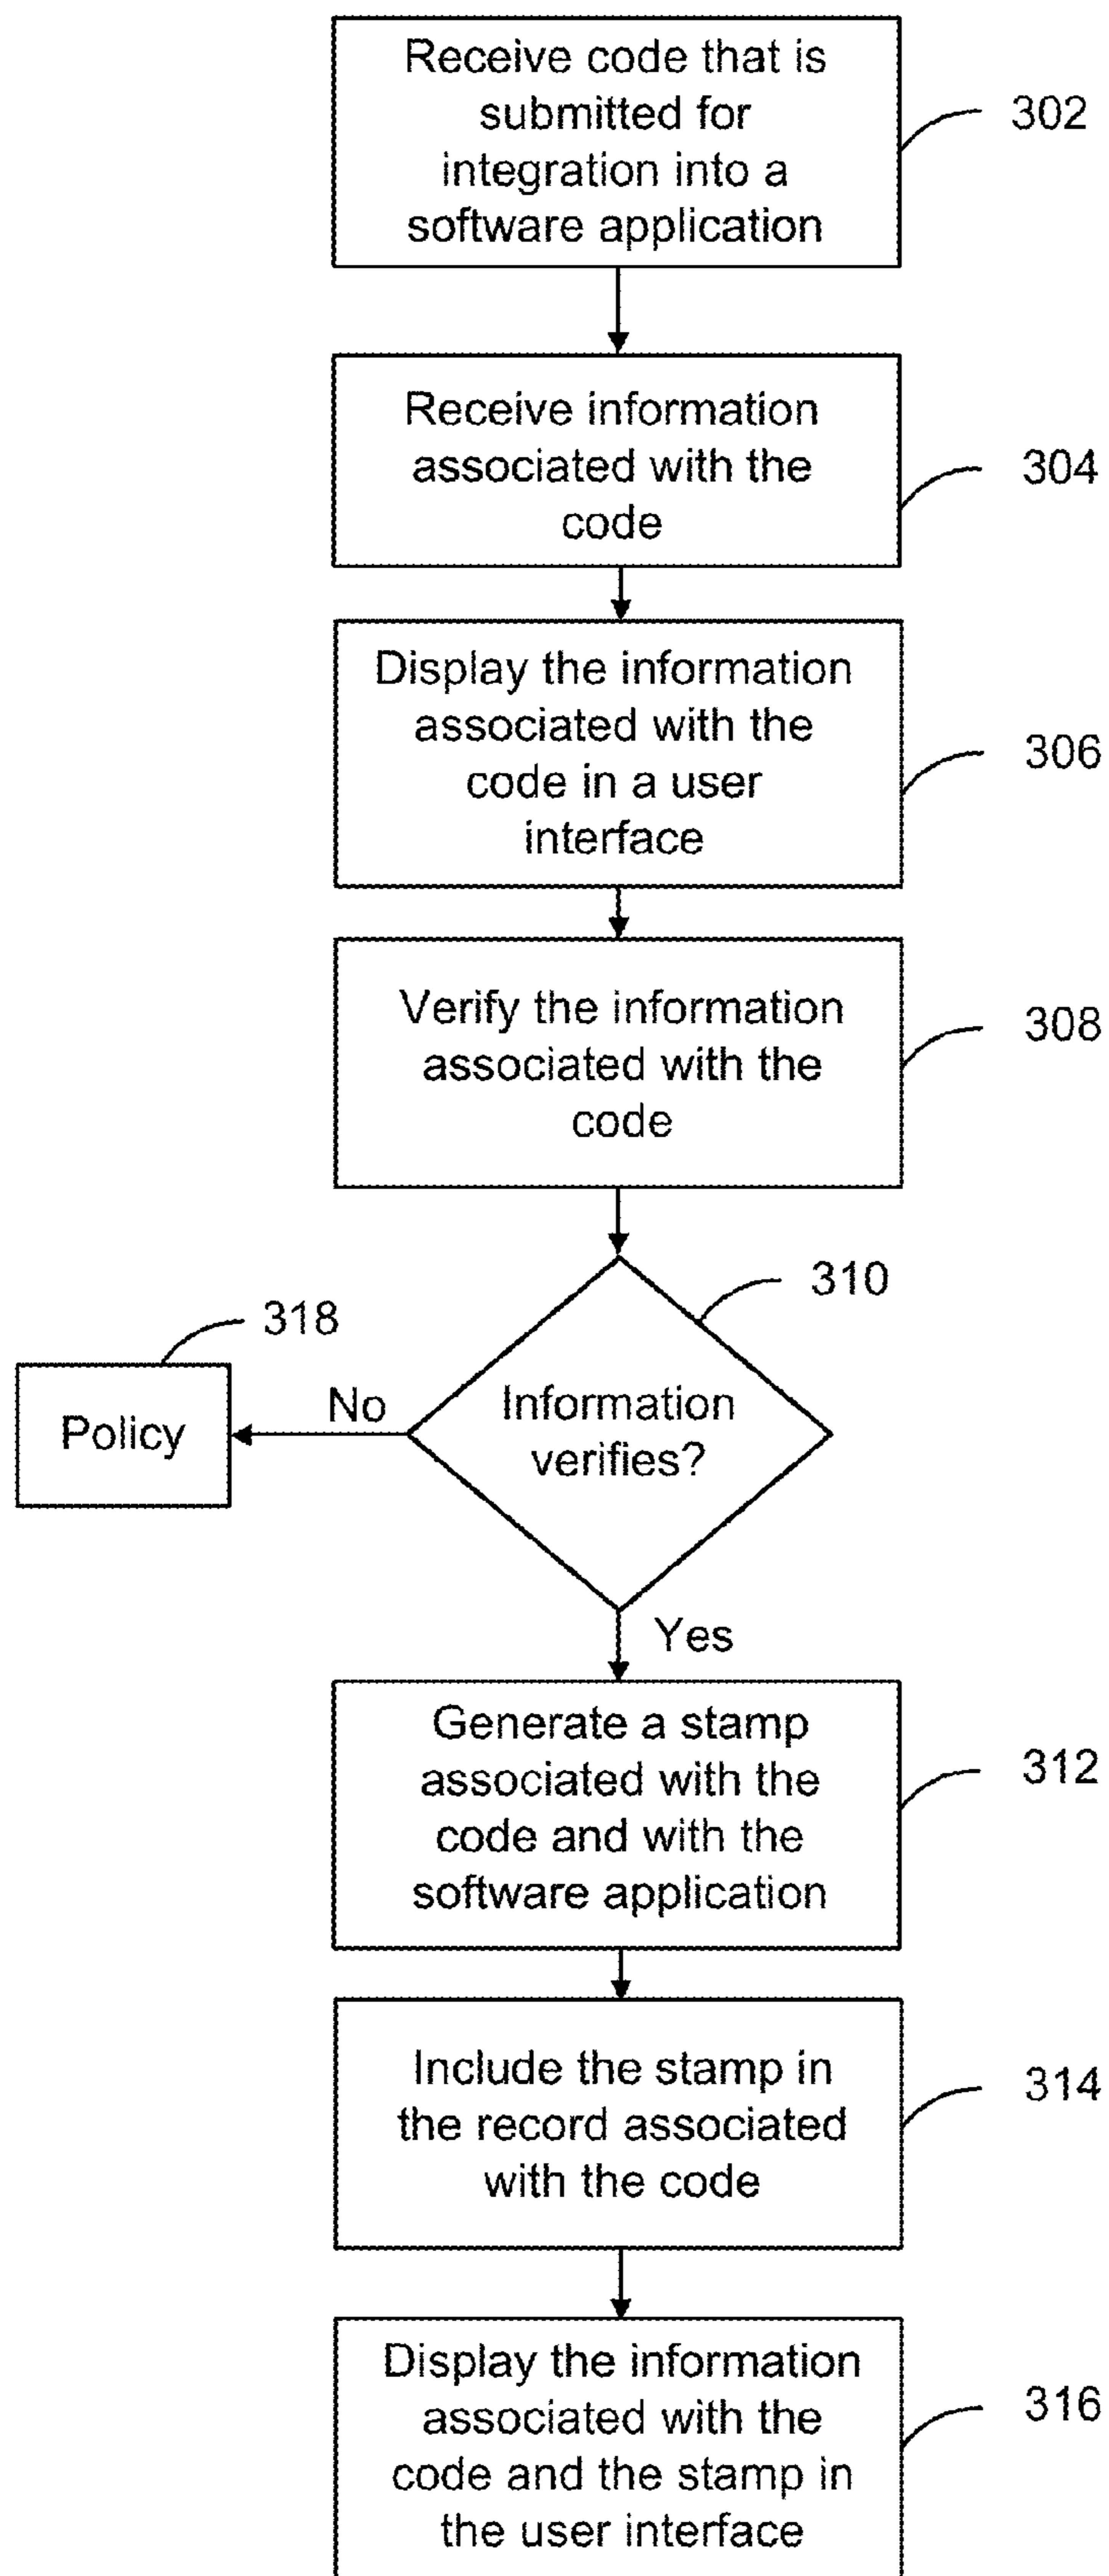 Receive code that is
submitted for
integration into a
software application
302
Receive information
associated with the
code
304
Display the information
associated with the
code in a user
interface
306
Verify the information
associated with the
code
308
310
318
Information
verifies?
No
Policy
Yes
Generate a stamp
associated with the
code and with the
software application
312
Include the stamp in
the record associated
with the code
314
Display the information
associated with the
code and the stamp in
the user interface
316